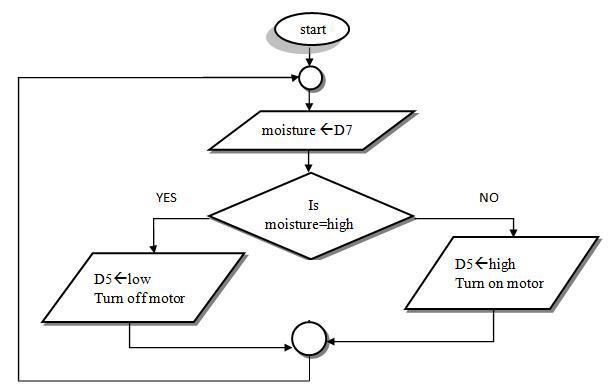 start
moisture ←D7
Is
moisture=high
YES
NO
D5←low
Turn off motor
D5←high
Turn on motor